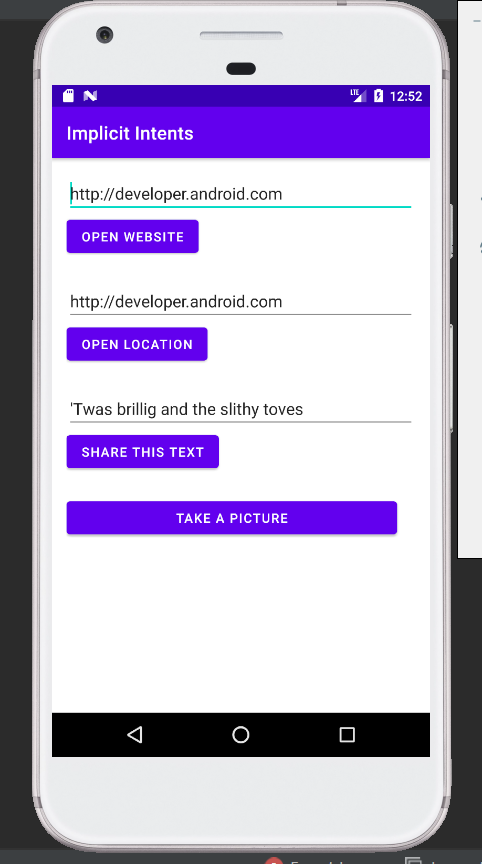 LTE 12:52
Implicit Intents
http://developer.android.com
OPEN WEBSITE
http://developer.android.com
OPEN LOCATION
'Twas brillig and the slithy toves
SHARE THIS TEXT
TAKE A PICTURE